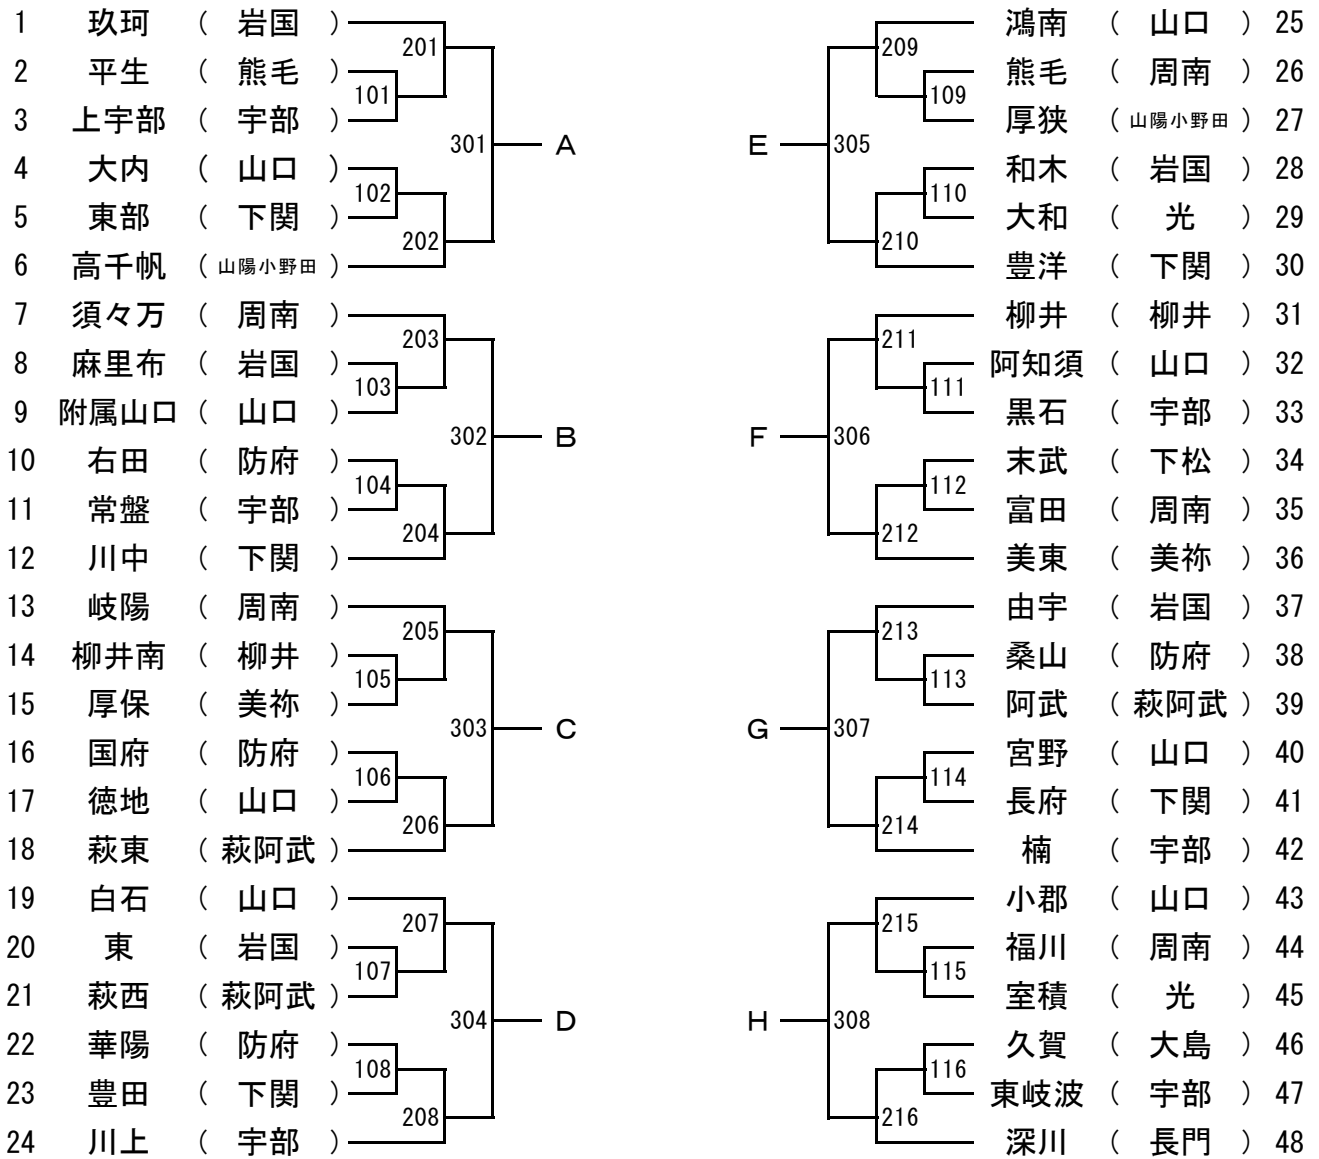 1 玖珂 ( 岩国 )
201
2 平生 ( 熊毛 )
101
3 上宇部 ( 宇部 )
301 A
4 大内 ( 山口 )
102
5 東部 ( 下関 )
202
6 高千帆 ( 山陽小野田 )
7 須々万 ( 周南 )
203
8 麻里布 ( 岩国 )
103
9 附属山口 ( 山口 )
302 B
10 右田 ( 防府 )
104
11 常盤 ( 宇部 )
204
12 川中 ( 下関 )
13 岐陽 ( 周南 )
205
14 柳井南 ( 柳井 )
105
15 厚保 ( 美祢 )
303 C
16 国府 ( 防府 )
106
17 徳地 ( 山口 )
206
18 萩東 ( 萩阿武 )
19 白石 ( 山口 )
207
20 東 ( 岩国 )
107
21 萩西 ( 萩阿武 )
304 D
22 華陽 ( 防府 )
108
23 豊田 ( 下関 )
208
24 川上 ( 宇部 )
鴻南 ( 山口 ) 25
209
熊毛 ( 周南 ) 26
109
厚狭 ( 山陽小野田 ) 27
E 305
和木 ( 岩国 ) 28
110
大和 ( 光 ) 29
210
豊洋 ( 下関 ) 30
柳井 ( 柳井 ) 31
211
阿知須 ( 山口 ) 32
111
黒石 ( 宇部 ) 33
F 306
末武 ( 下松 ) 34
112
富田 ( 周南 ) 35
212
美東 ( 美祢 ) 36
由宇 ( 岩国 ) 37
213
桑山 ( 防府 ) 38
113
阿武 ( 萩阿武 ) 39
G 307
宮野 ( 山口 ) 40
114
長府 ( 下関 ) 41
214
楠 ( 宇部 ) 42
小郡 ( 山口 ) 43
215
福川 ( 周南 ) 44
115
室積 ( 光 ) 45
H 308
久賀 ( 大島 ) 46
116
東岐波 ( 宇部 ) 47
216
深川 ( 長門 ) 48